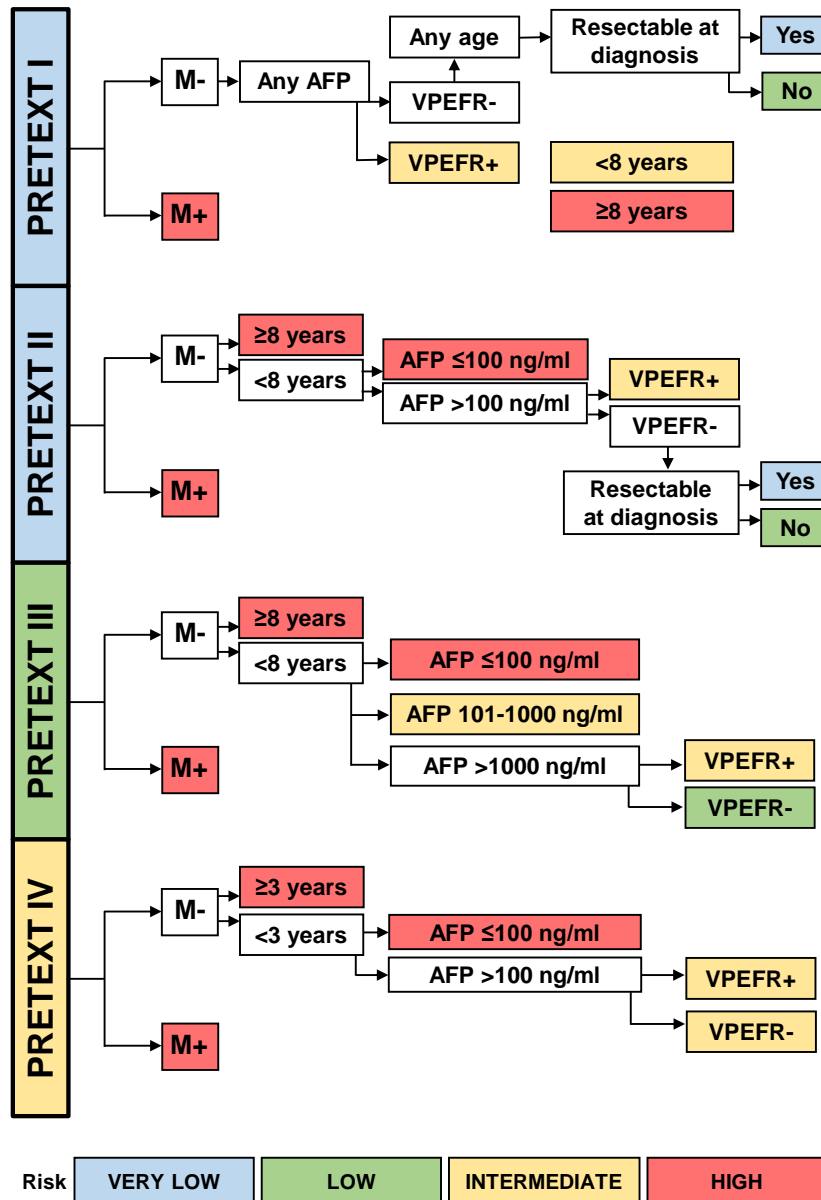 PRETEXT I
M-
Any AFP
Any age
VPEFR-
Resectable at
diagnosis
Yes
No
VPEFR+
<8 years
≥8 years
M+
PRETEXT II
M-
≥8 years
<8 years
AFP ≤100 ng/ml
AFP >100 ng/ml
VPEFR+
VPEFR-
Resectable
at diagnosis
Yes
No
M+
PRETEXT III
M-
≥8 years
<8 years
AFP ≤100 ng/ml
AFP 101-1000 ng/ml
AFP >1000 ng/ml
VPEFR+
VPEFR-
M+
PRETEXT IV
M-
≥3 years
<3 years
AFP ≤100 ng/ml
AFP >100 ng/ml
VPEFR+
VPEFR-
M+
Risk VERY LOW LOW INTERMEDIATE HIGH